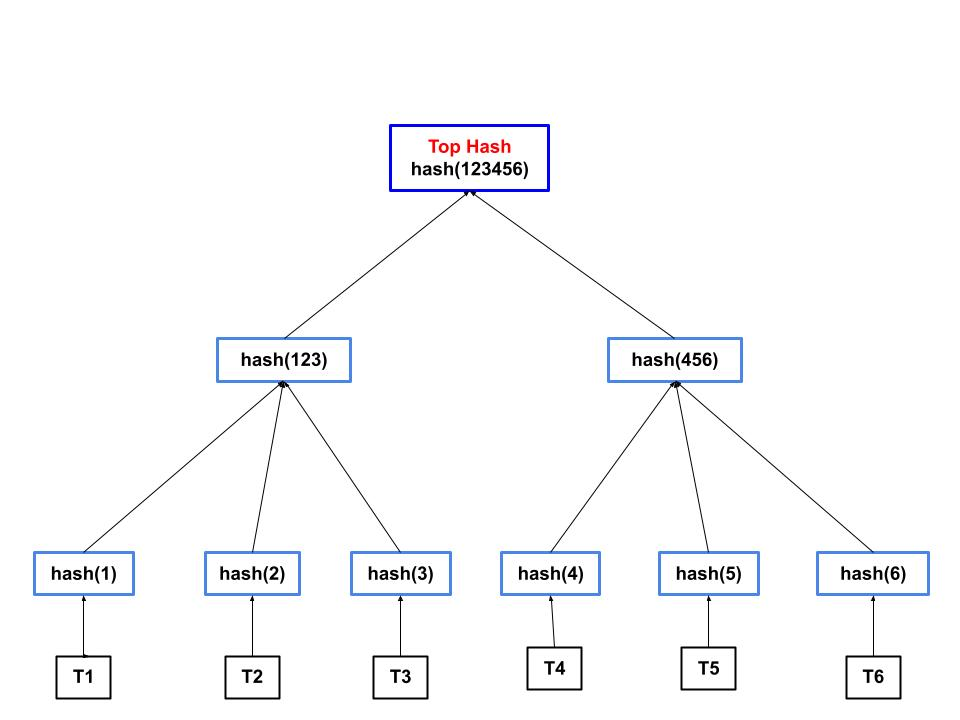 Top Hash
hash(123456)
hash(123)
hash(456)
hash(1)
hash(2)
hash(3)
hash(4)
hash(5)
hash(6)
T1
T2
T3
T4
T5
T6